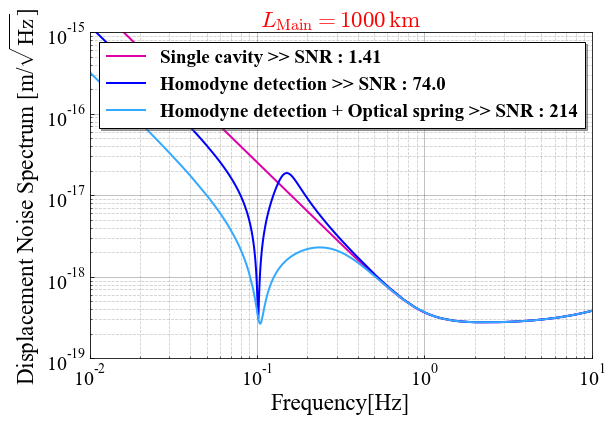 L_Main = 1000 km
10^-15
Single cavity >> SNR : 1.41
Homodyne detection >> SNR : 74.0
Homodyne detection + Optical spring >> SNR : 214
10^-16
10^-17
10^-18
10^-19
Displacement Noise Spectrum [m/√Hz]
10^-2 10^-1 10^0 10^1
Frequency[Hz]